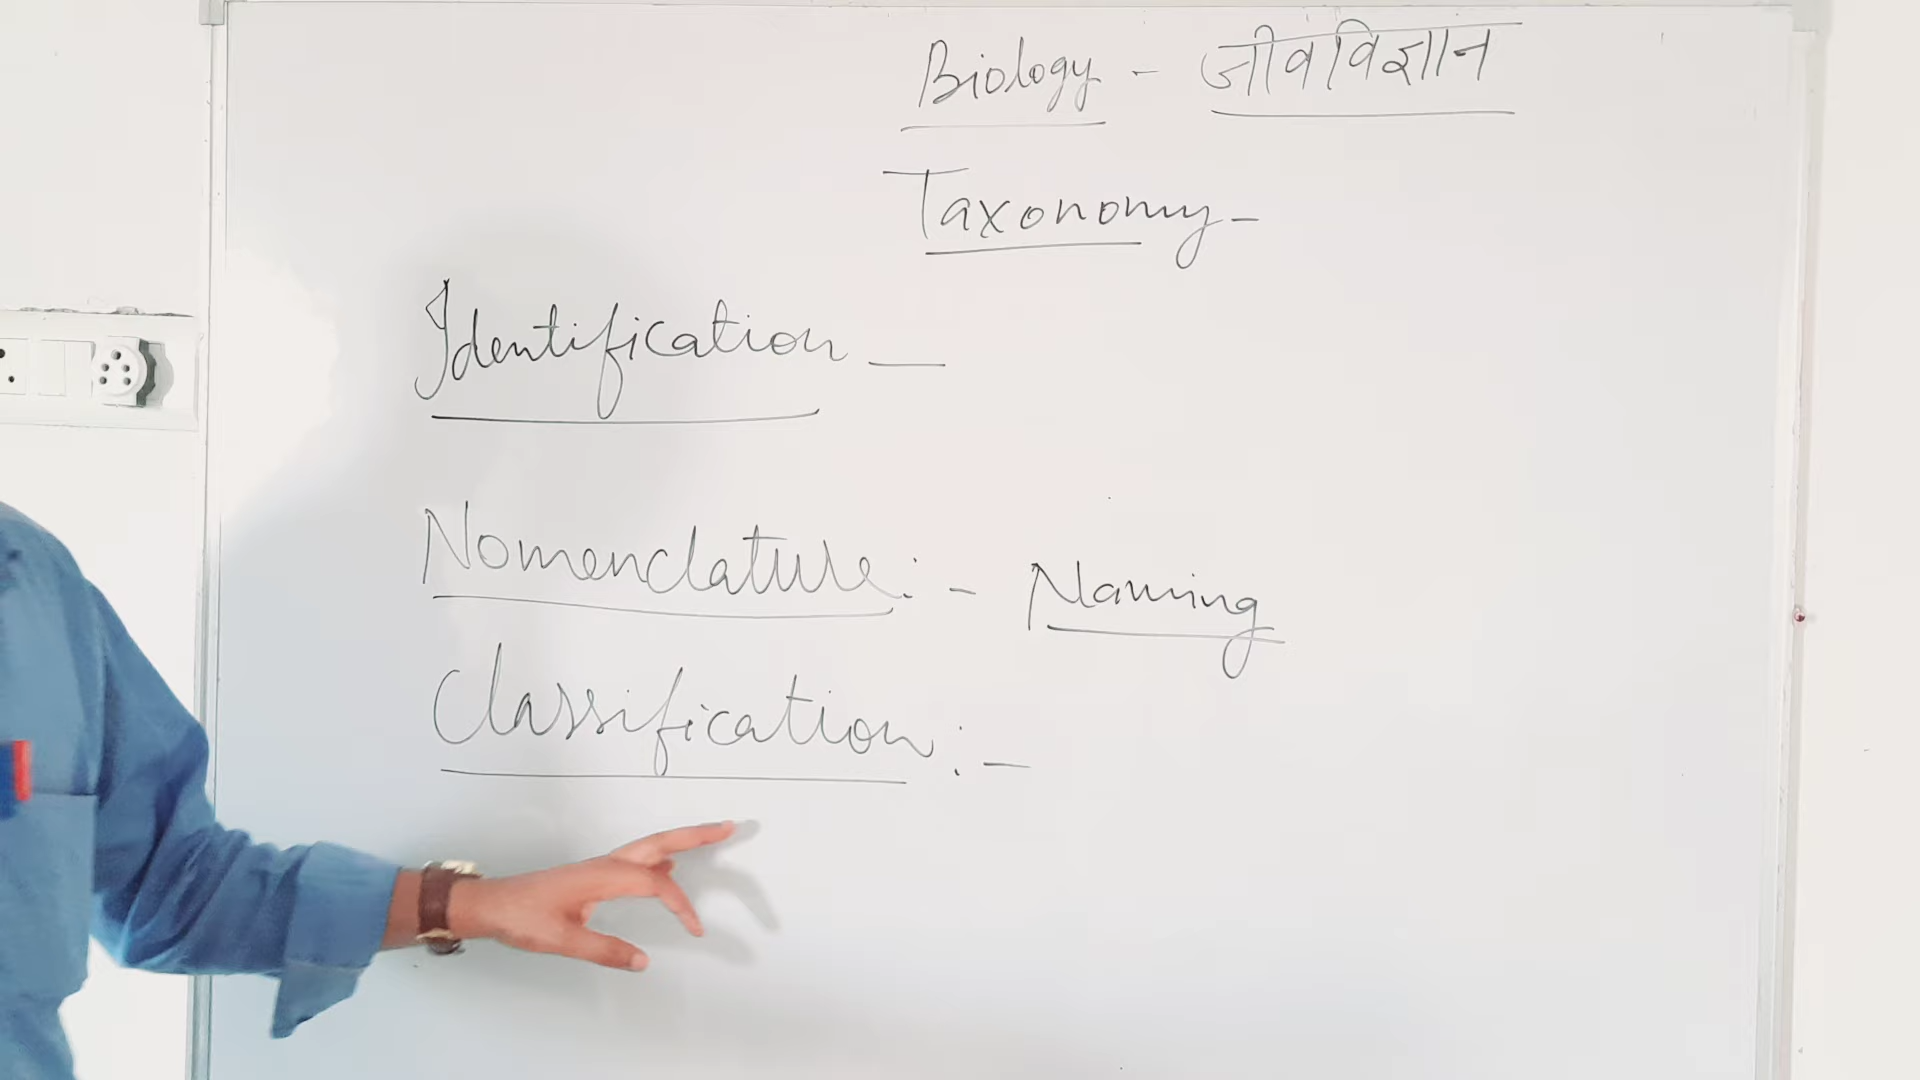 Biology - जीवविज्ञान
Taxonomy -
Identification —
Nomenclature :- Naming
Classification :-